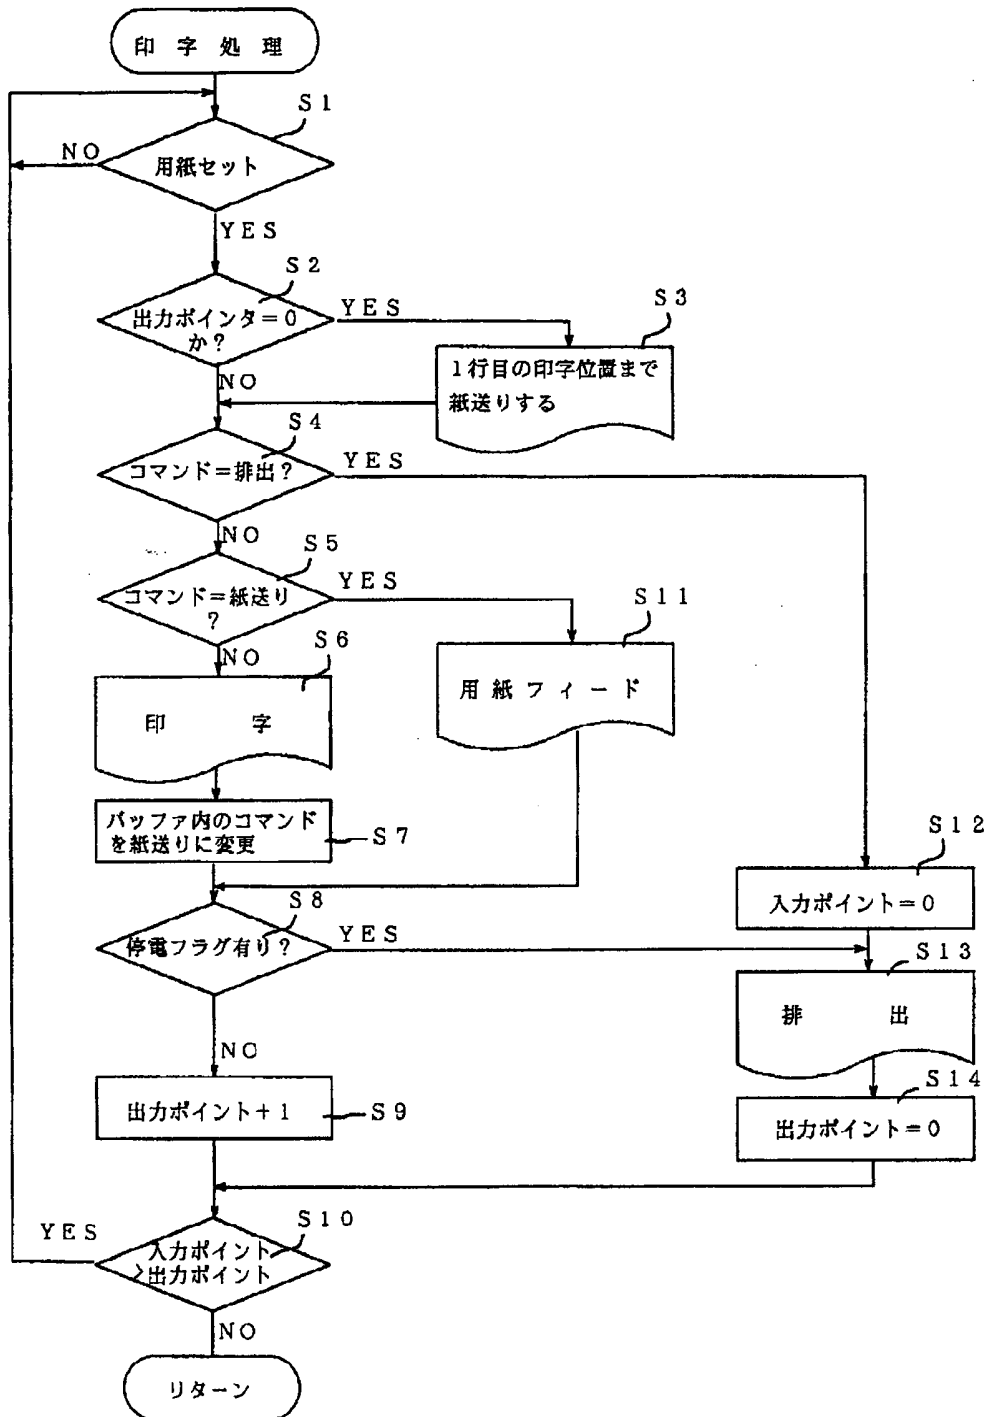 印 字 処 理
S1
NO
用紙セット
YES
S2
出力ポインタ=0
か?
YES
S3
1行目の印字位置まで
紙送りする
NO
S4
コマンド=排出?
YES
NO
S5
コマンド=紙送り
?
YES
S11
用 紙 フィ ー ド
NO
S6
印 字
バッファ内のコマンド
を紙送りに変更
S7
S12
入力ポイント=0
S8
停電フラグ有り?
YES
S13
排 出
NO
S14
出力ポイント+1
S9
出力ポイント=0
YES
S10
入力ポイント
>出力ポイント
NO
リターン